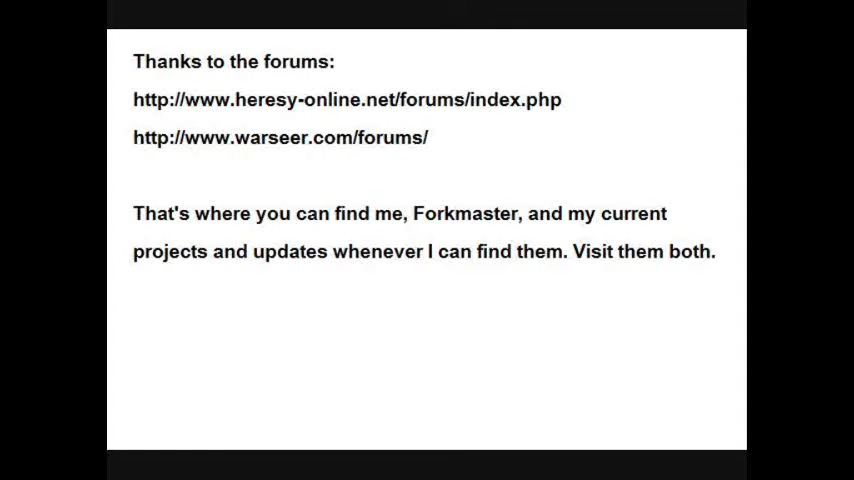 Thanks to the forums:
http://www.heresy-online.net/forums/index.php
http://www.warseer.com/forums/
That's where you can find me, Forkmaster, and my current
projects and updates whenever I can find them. Visit them both.